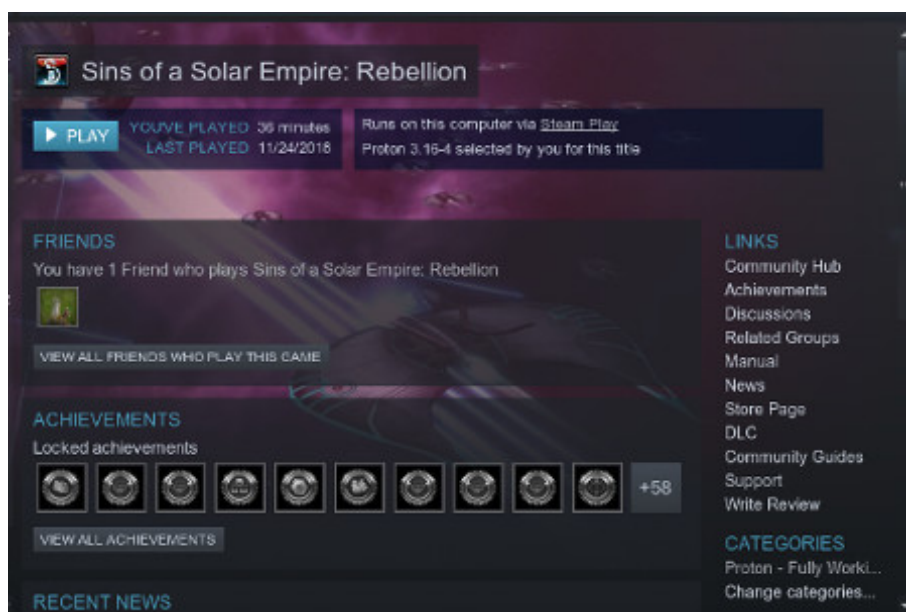 Sins of a Solar Empire: Rebellion
PLAY
YOU'VE PLAYED 36 minutes
LAST PLAYED 11/24/2018
Runs on this computer via Steam Play
Proton 3.16-4 selected by you for this title
FRIENDS
You have 1 Friend who plays Sins of a Solar Empire: Rebellion
VIEW ALL FRIENDS WHO PLAY THIS GAME
ACHIEVEMENTS
Locked achievements
+58
VIEW ALL ACHIEVEMENTS
RECENT NEWS
LINKS
Community Hub
Achievements
Discussions
Related Groups
Manual
News
Store Page
DLC
Community Guides
Support
Write Review
CATEGORIES
Proton - Fully Worki...
Change categories...